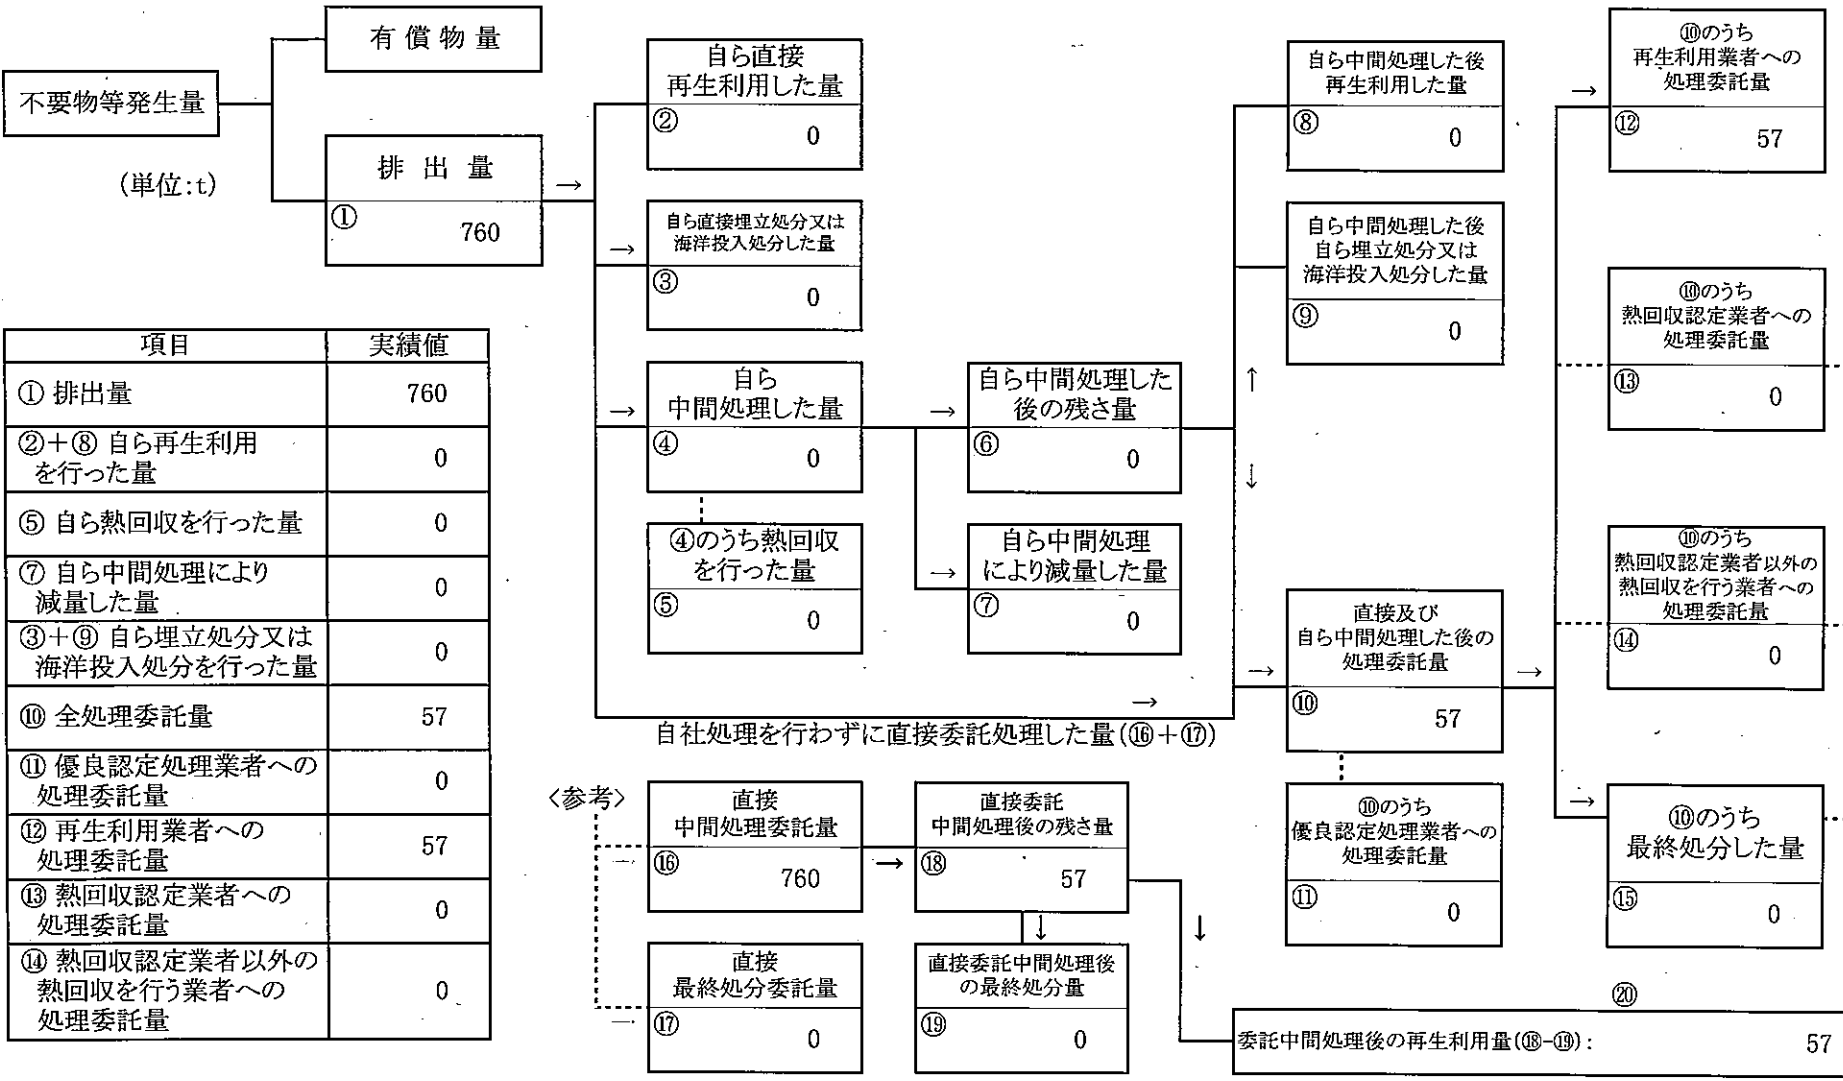 不要物等発生量
(単位:t)
有償物量
排出量
①
760
自ら直接
再生利用した量
②
0
自ら直接埋立処分又は
海洋投入処分した量
③
0
自ら
中間処理した量
④
0
④のうち熱回収
を行った量
⑤
0
自ら中間処理した
後の残さ量
⑥
0
自ら中間処理
により減量した量
⑦
0
自ら中間処理した後
再生利用した量
⑧
0
自ら中間処理した後
自ら埋立処分又は
海洋投入処分した量
⑨
0
直接及び
自ら中間処理した後の
処理委託量
⑩
57
⑩のうち
優良認定処理業者への
処理委託量
⑪
0
⑩のうち
再生利用業者への
処理委託量
⑫
57
⑩のうち
熱回収認定業者への
処理委託量
⑬
0
⑩のうち
熱回収認定業者以外の
熱回収を行う業者への
処理委託量
⑭
0
⑩のうち
最終処分した量
⑮
0
自社処理を行わずに直接委託処理した量(⑯+⑰)
<参考>
直接
中間処理委託量
⑯
760
直接
最終処分委託量
⑰
0
直接委託
中間処理後の残さ量
⑱
57
直接委託中間処理後
の最終処分量
⑲
0
⑳
委託中間処理後の再生利用量(⑱-⑲):
57
項目 実績値
① 排出量 760
②+⑧ 自ら再生利用
を行った量 0
⑤ 自ら熱回収を行った量 0
⑦ 自ら中間処理により
減量した量 0
③+⑨ 自ら埋立処分又は
海洋投入処分を行った量 0
⑩ 全処理委託量 57
⑪ 優良認定処理業者への
処理委託量 0
⑫ 再生利用業者への
処理委託量 57
⑬ 熱回収認定業者への
処理委託量 0
⑭ 熱回収認定業者以外の
熱回収を行う業者への
処理委託量 0